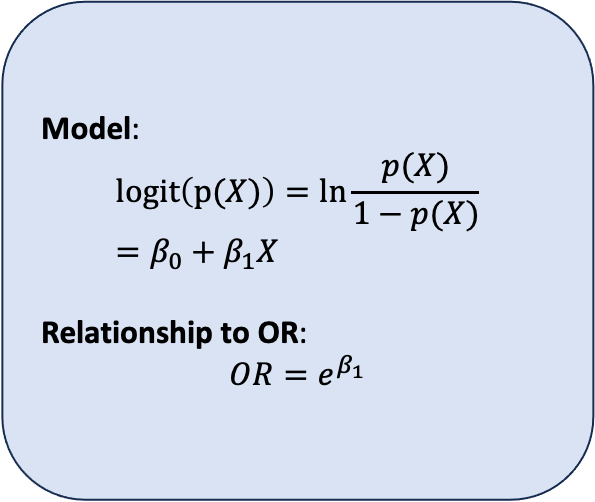 Model:
logit(p(X)) = ln p(X) / 1 − p(X)
= β₀ + β₁X
Relationship to OR:
OR = e^β₁